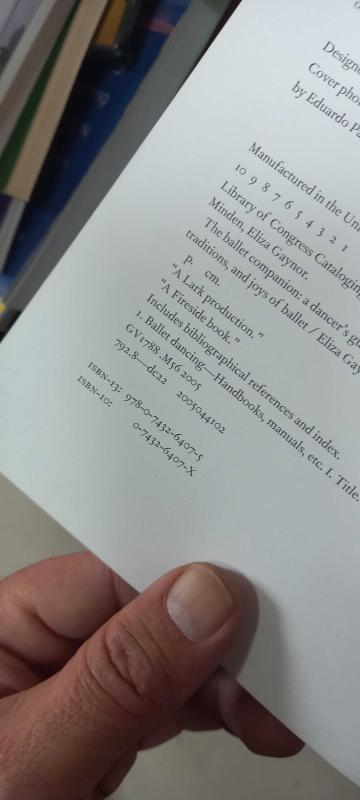 Designe
Cover pho
by Eduardo Pa
Manufactured in the Uni
10 9 8 7 6 5 4 3 2 1
Library of Congress Cataloging
Minden, Eliza Gaynor.
The ballet companion: a dancer's gu
traditions, and joys of ballet / Eliza Gay
p. cm.
"A Lark production."
"A Fireside book."
Includes bibliographical references and index.
1. Ballet dancing—Handbooks, manuals, etc. I. Title.
GV1788.M56 2005
792.8—dc22 2005044102
ISBN-13: 978-0-7432-6407-5
ISBN-10: 0-7432-6407-X